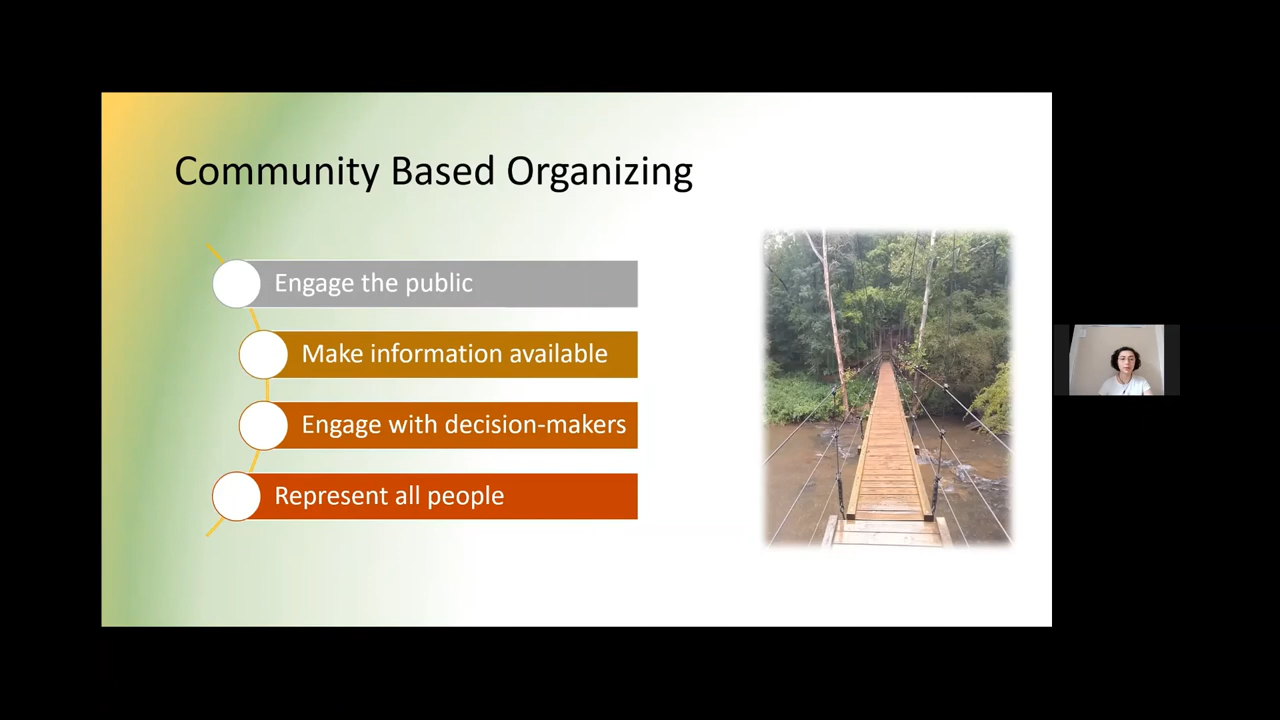 Community Based Organizing
Engage the public
Make information available
Engage with decision-makers
Represent all people